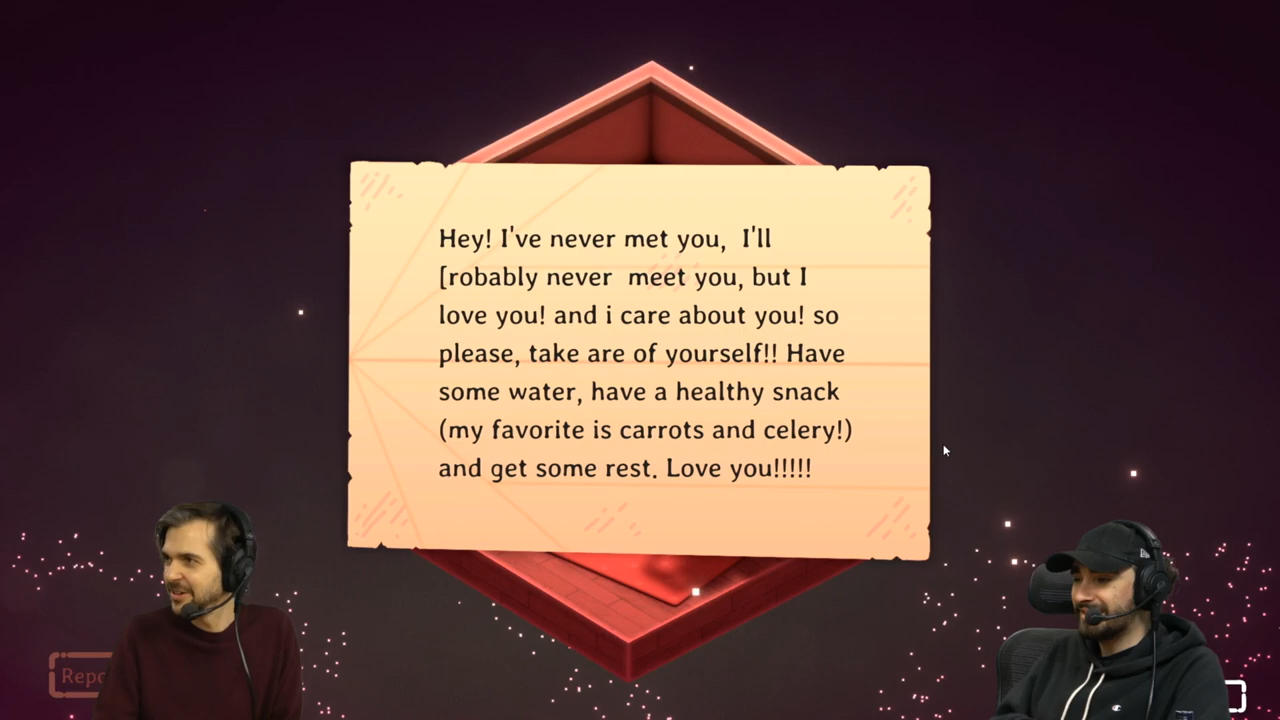 Hey! I've never met you,  I'll
[robably never  meet you, but I
love you! and i care about you! so
please, take are of yourself!! Have
some water, have a healthy snack
(my favorite is carrots and celery!)
and get some rest. Love you!!!!!
Repo